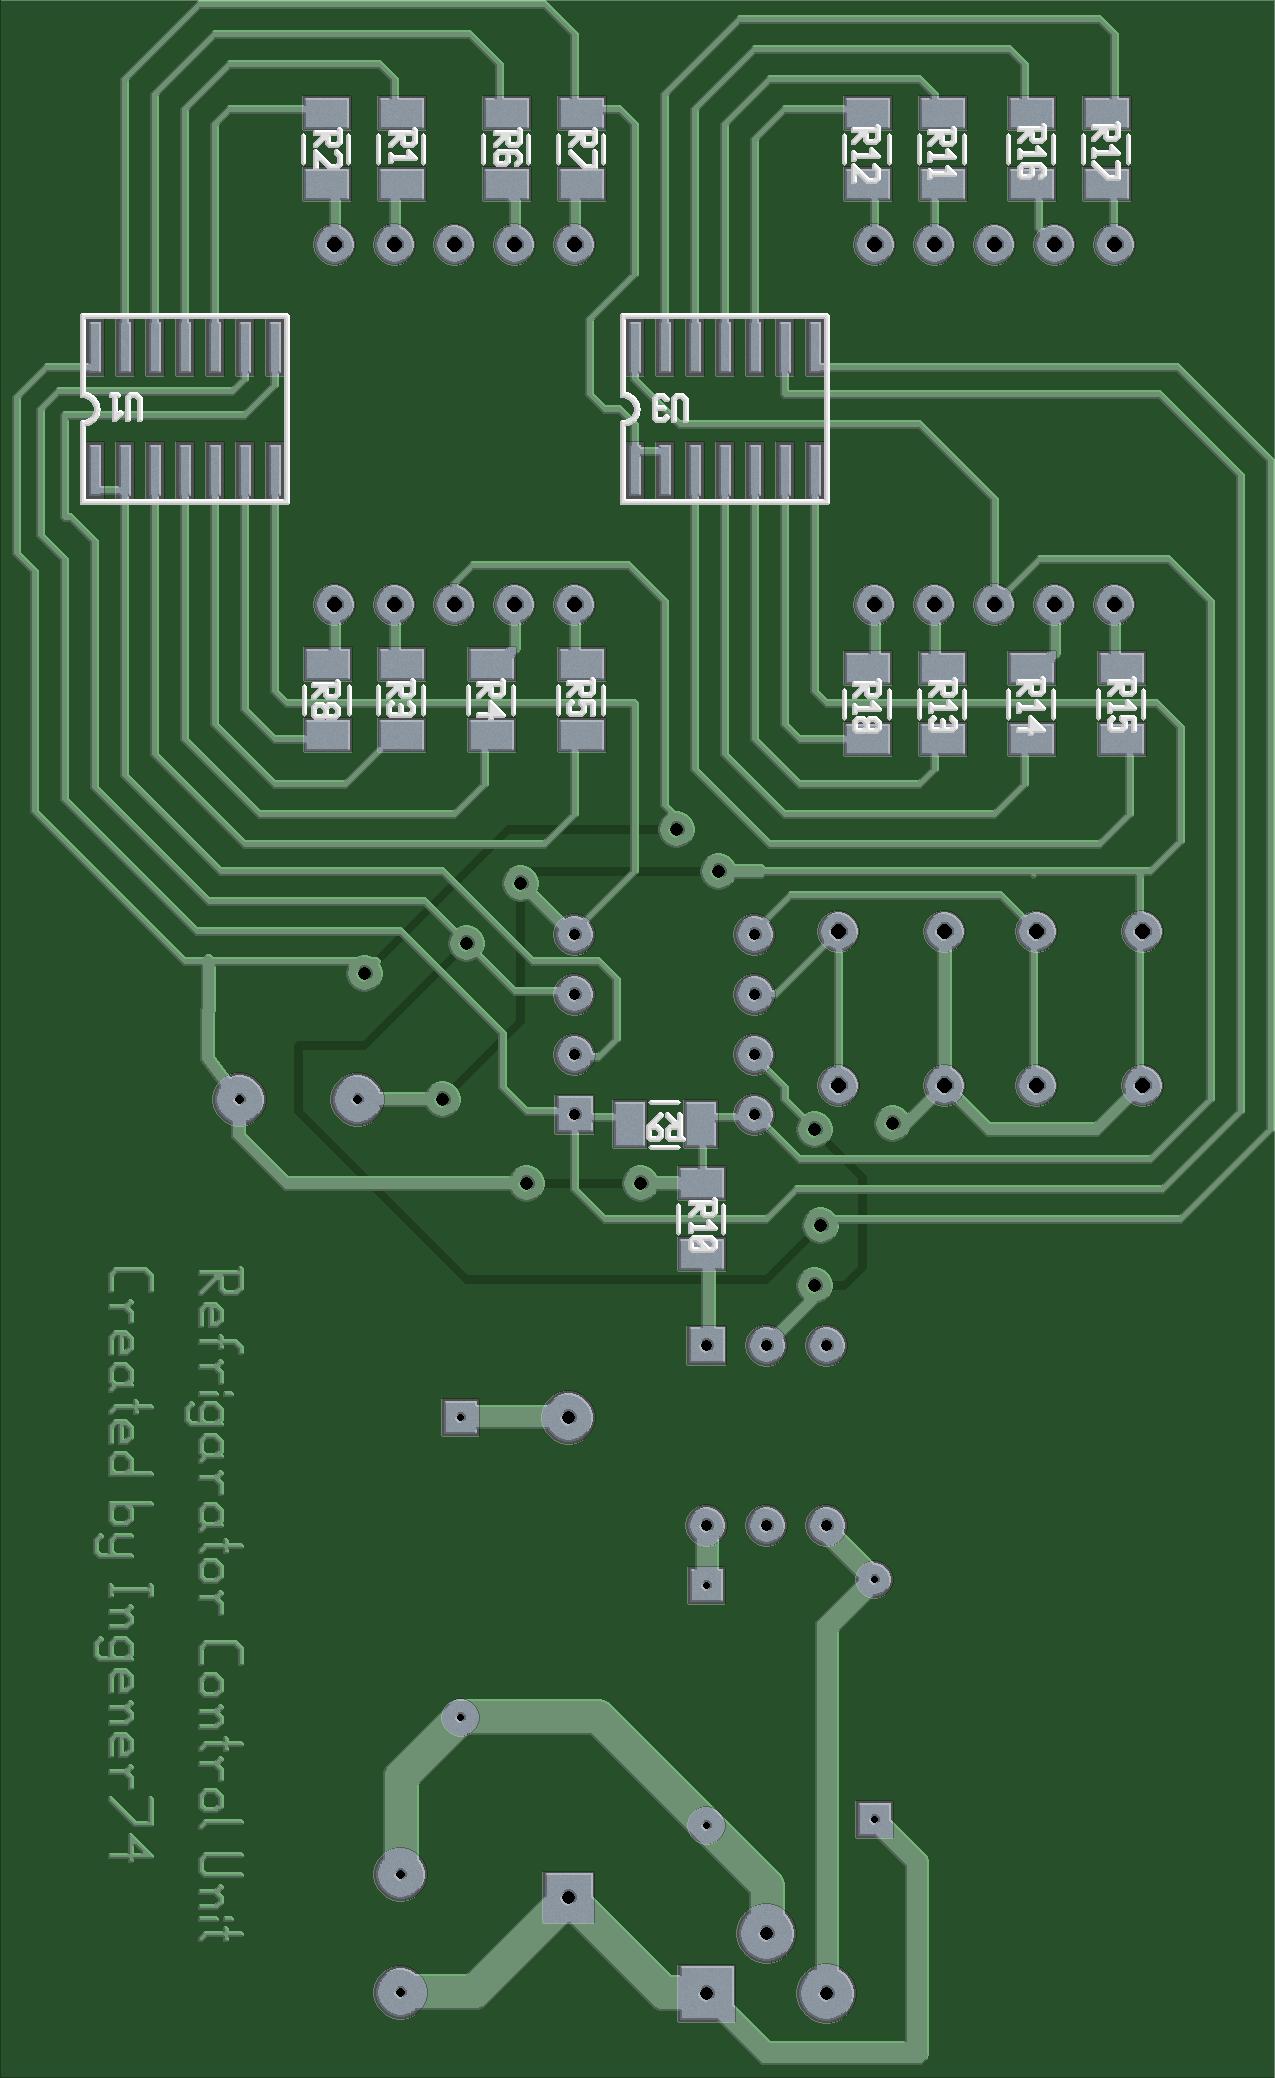 R2
R1
R6
R7
R12
R11
R16
R17
U1
U3
R8
R3
R4
R5
R18
R13
R14
R15
R9
R10
Refrigarator Control Unit
Created by Ingener74